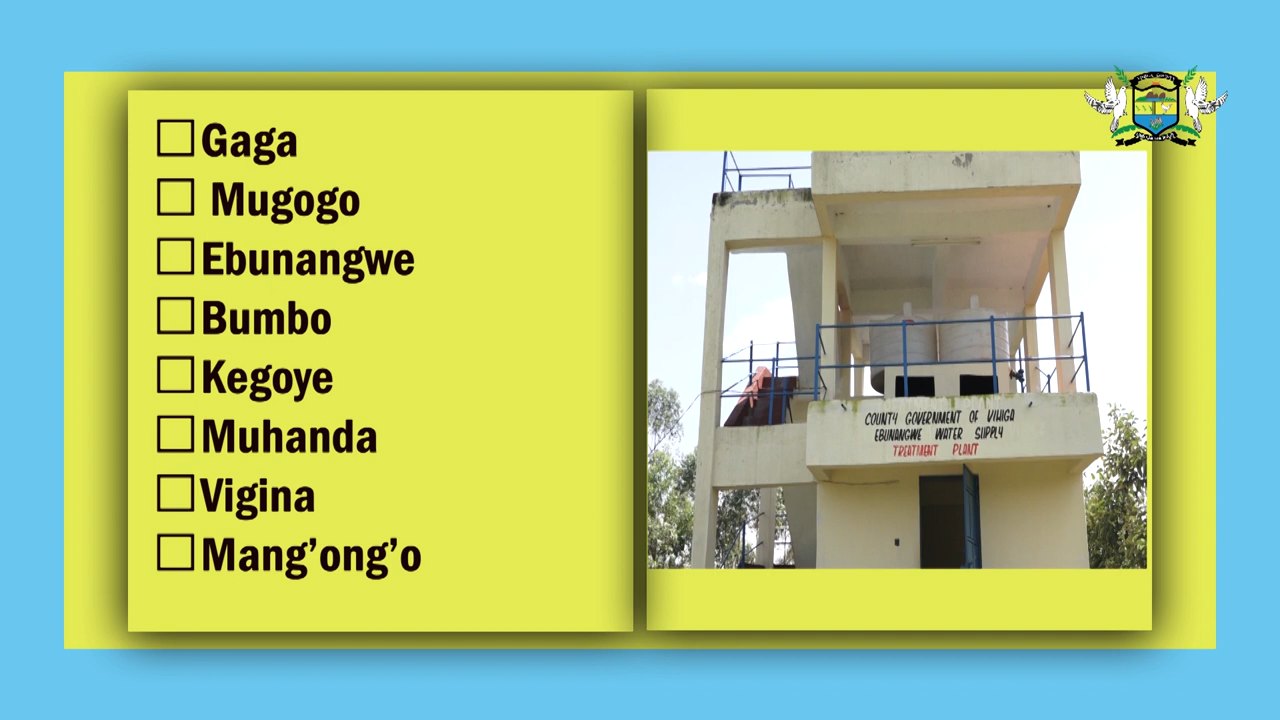 Gaga
Mugogo
Ebunangwe
Bumbo
Kegoye
Muhanda
Vigina
Mang’ong’o
COUNTY GOVERNMENT OF VIHIGA
EBUNANGWE WATER SUPPLY
TREATMENT PLANT